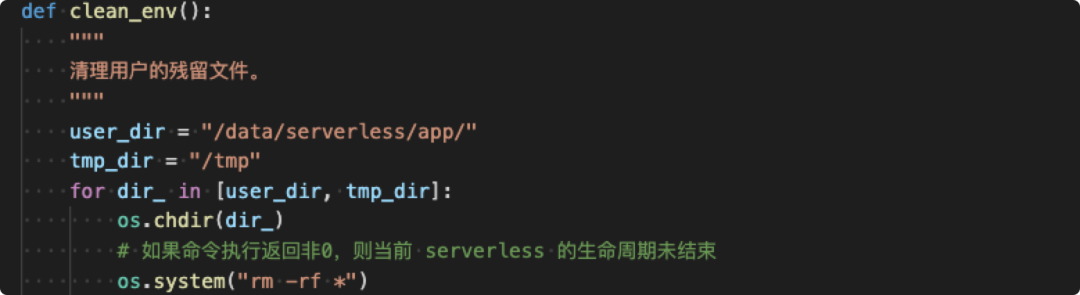 def clean_env():
    """
    清理用户的残留文件。
    """
    user_dir = "/data/serverless/app/"
    tmp_dir = "/tmp"
    for dir_ in [user_dir, tmp_dir]:
        os.chdir(dir_)
        # 如果命令执行返回非0，则当前 serverless 的生命周期未结束
        os.system("rm -rf *")